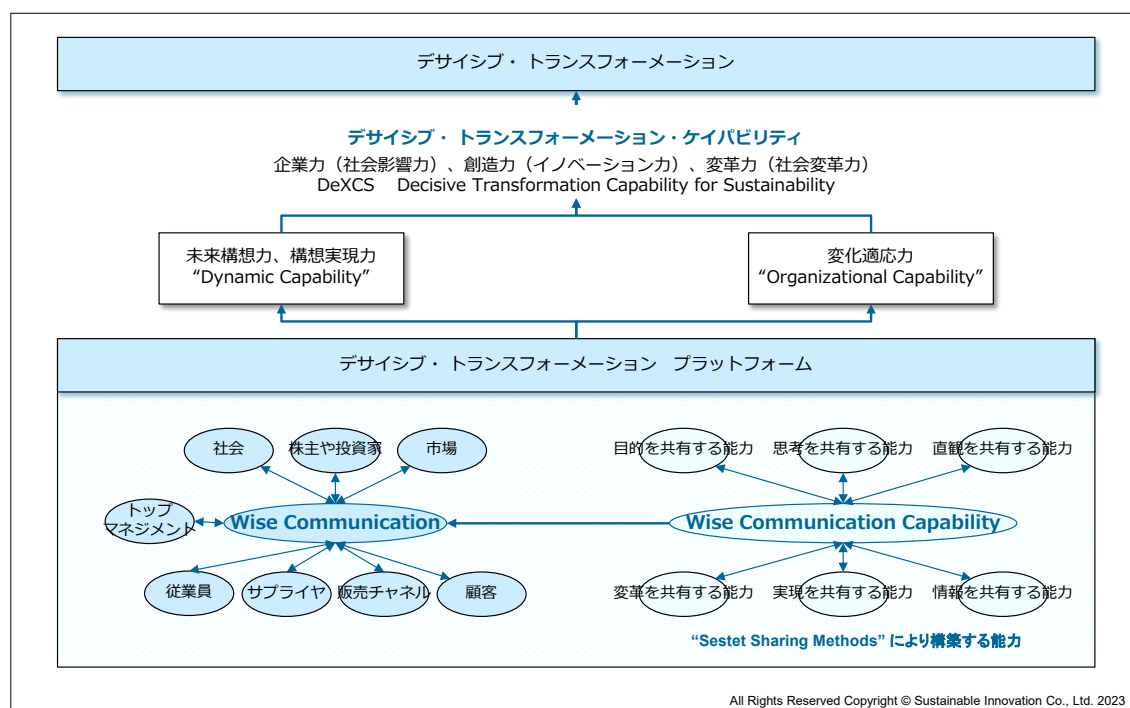 デサイシブ・ トランスフォーメーション
デサイシブ・ トランスフォーメーション・ケイパビリティ
企業力（社会影響力）、創造力（イノベーション力）、変革力（社会変革力）
DeXCS　Decisive Transformation Capability for Sustainability
未来構想力、構想実現力
“Dynamic Capability”
変化適応力
“Organizational Capability”
デサイシブ・ トランスフォーメーション　プラットフォーム
社会
株主や投資家
市場
トップ
マネジメント
Wise Communication
従業員
サプライヤ
販売チャネル
顧客
目的を共有する能力
思考を共有する能力
直観を共有する能力
Wise Communication Capability
変革を共有する能力
実現を共有する能力
情報を共有する能力
“Sestet Sharing Methods” により構築する能力
All Rights Reserved Copyright © Sustainable Innovation Co., Ltd. 2023